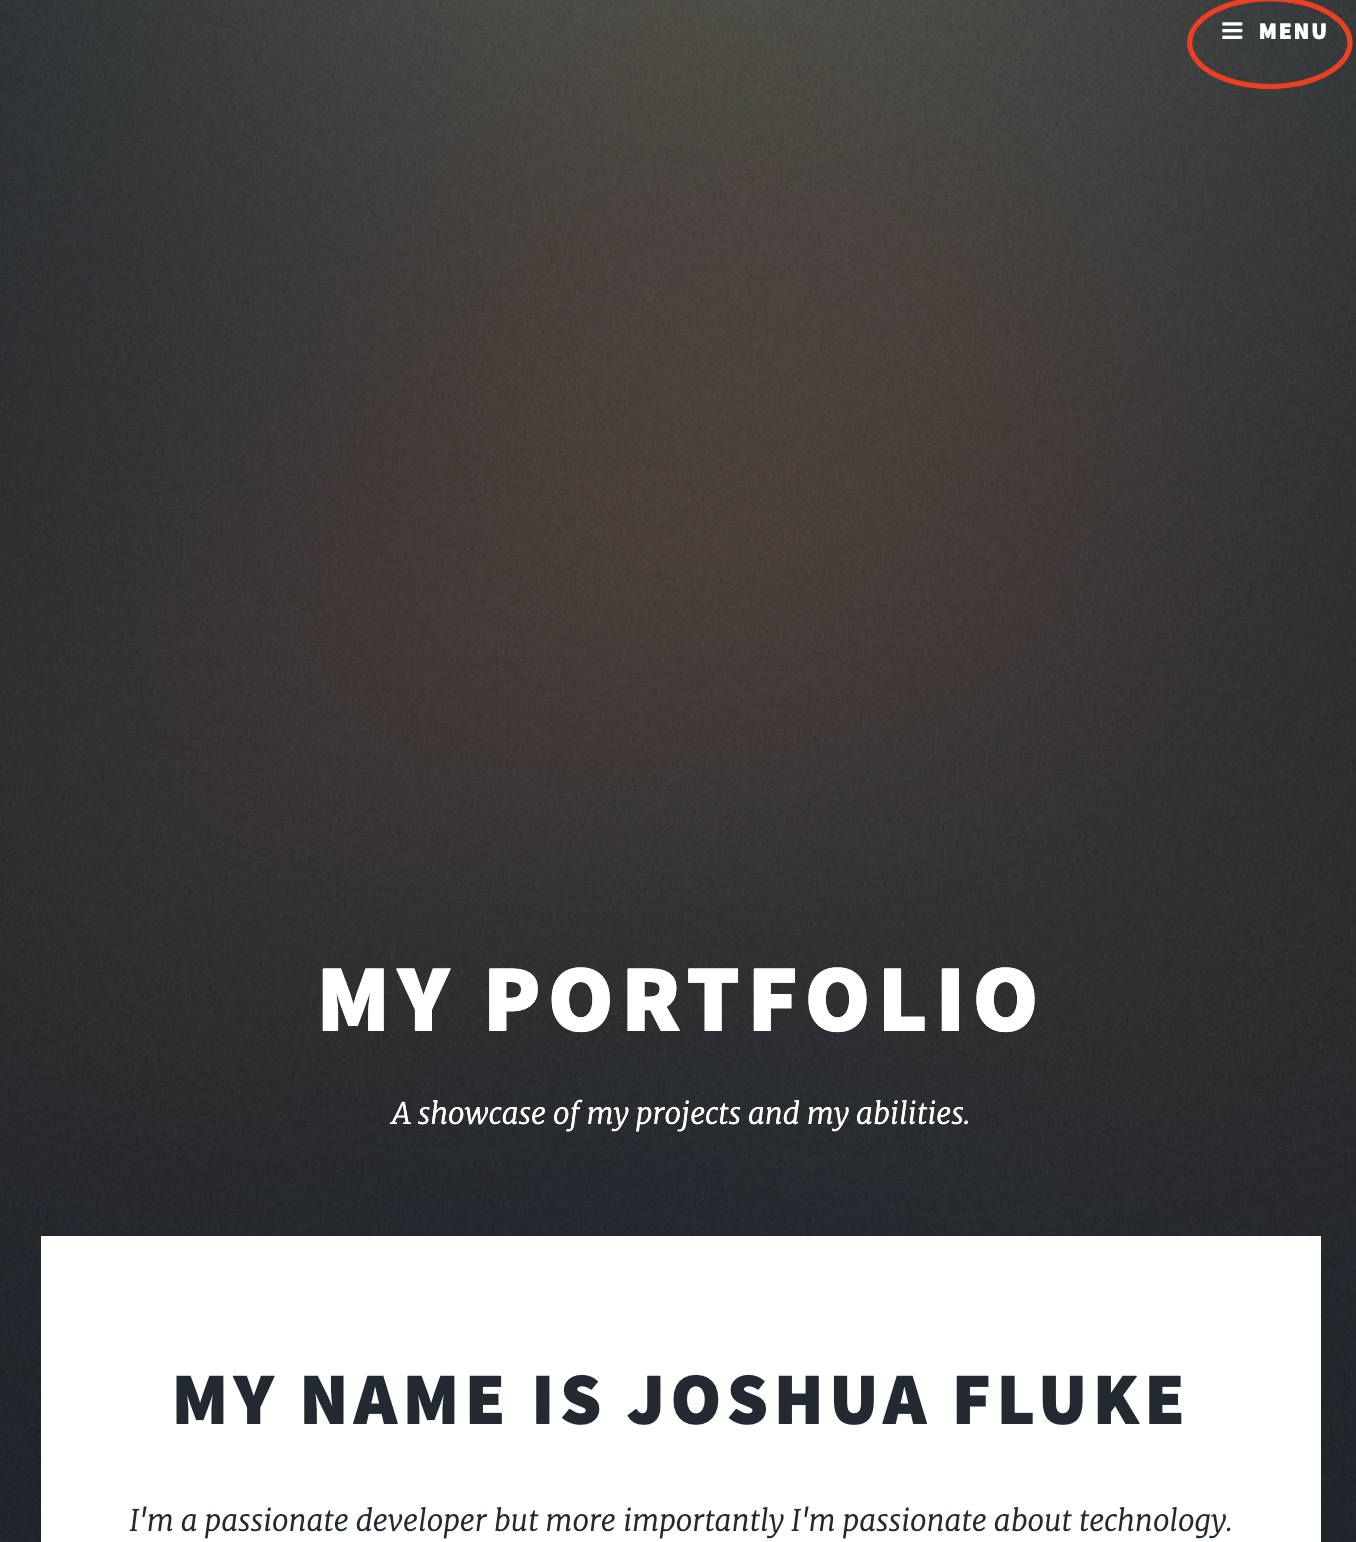 MENU
MY PORTFOLIO
A showcase of my projects and my abilities.
MY NAME IS JOSHUA FLUKE
I'm a passionate developer but more importantly I'm passionate about technology.